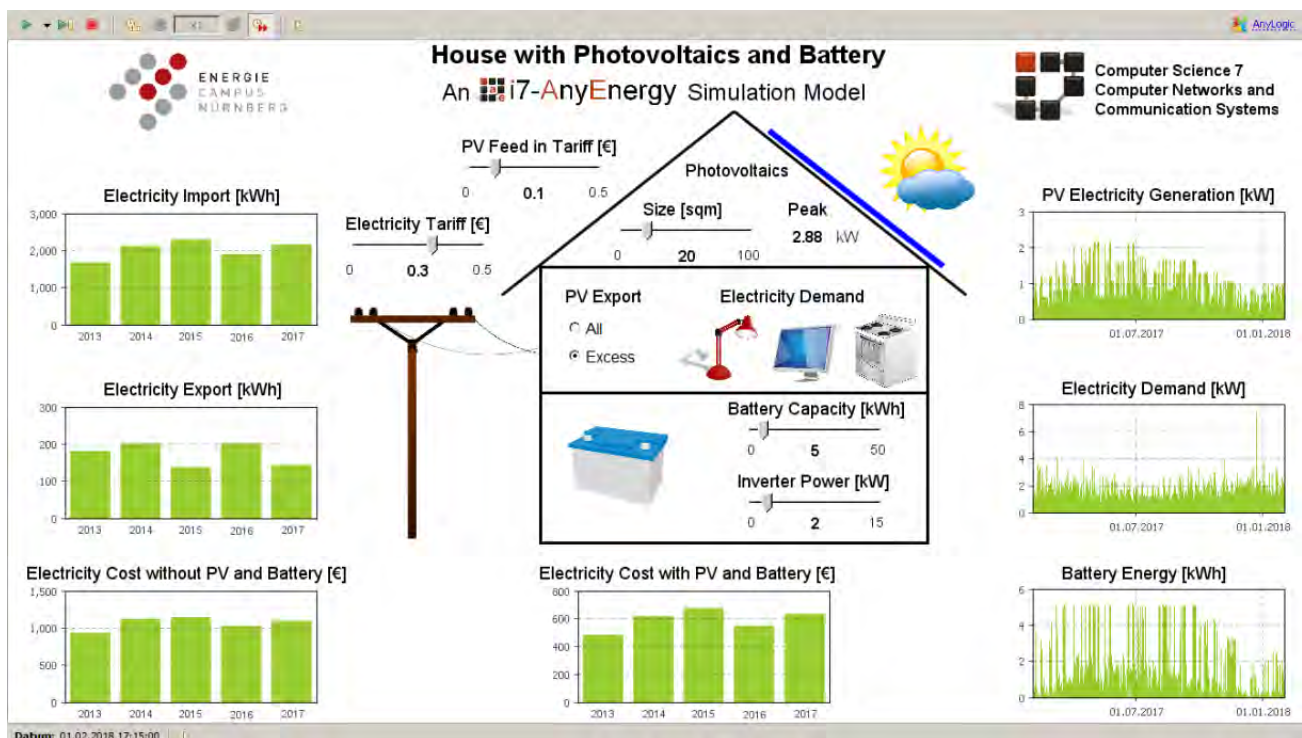 AnyLogic
ENERGIE
CAMPUS
NÜRNBERG
House with Photovoltaics and Battery
An i7-AnyEnergy Simulation Model
Computer Science 7
Computer Networks and
Communication Systems
PV Feed in Tariff [€]
0 0.1 0.5
Electricity Tariff [€]
0 0.3 0.5
Photovoltaics
Size [sqm]
0 20 100
Peak
2.88 kW
PV Export
All
Excess
Electricity Demand
Battery Capacity [kWh]
0 5 50
Inverter Power [kW]
0 2 15
Electricity Import [kWh]
3,000
2,000
1,000
0
2013 2014 2015 2016 2017
Electricity Export [kWh]
300
200
100
0
2013 2014 2015 2016 2017
Electricity Cost without PV and Battery [€]
1,500
1,000
500
0
2013 2014 2015 2016 2017
Electricity Cost with PV and Battery [€]
800
600
400
200
0
2013 2014 2015 2016 2017
PV Electricity Generation [kW]
3
2
1
0
01.07.2017 01.01.2018
Electricity Demand [kW]
8
6
4
2
0
01.07.2017 01.01.2018
Battery Energy [kWh]
6
4
2
0
01.07.2017 01.01.2018
Datum: 01.02.2018 17:15:00